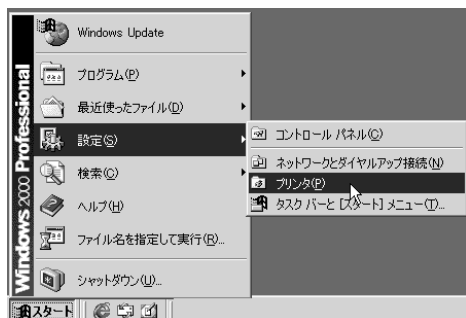 Windows Update
プログラム(P)
最近使ったファイル(D)
設定(S)
検索(C)
ヘルプ(H)
ファイル名を指定して実行(R)...
シャットダウン(U)...
Windows 2000 Professional
コントロール パネル(C)
ネットワークとダイヤルアップ接続(N)
プリンタ(P)
タスク バーと [スタート] メニュー(T)...
スタート